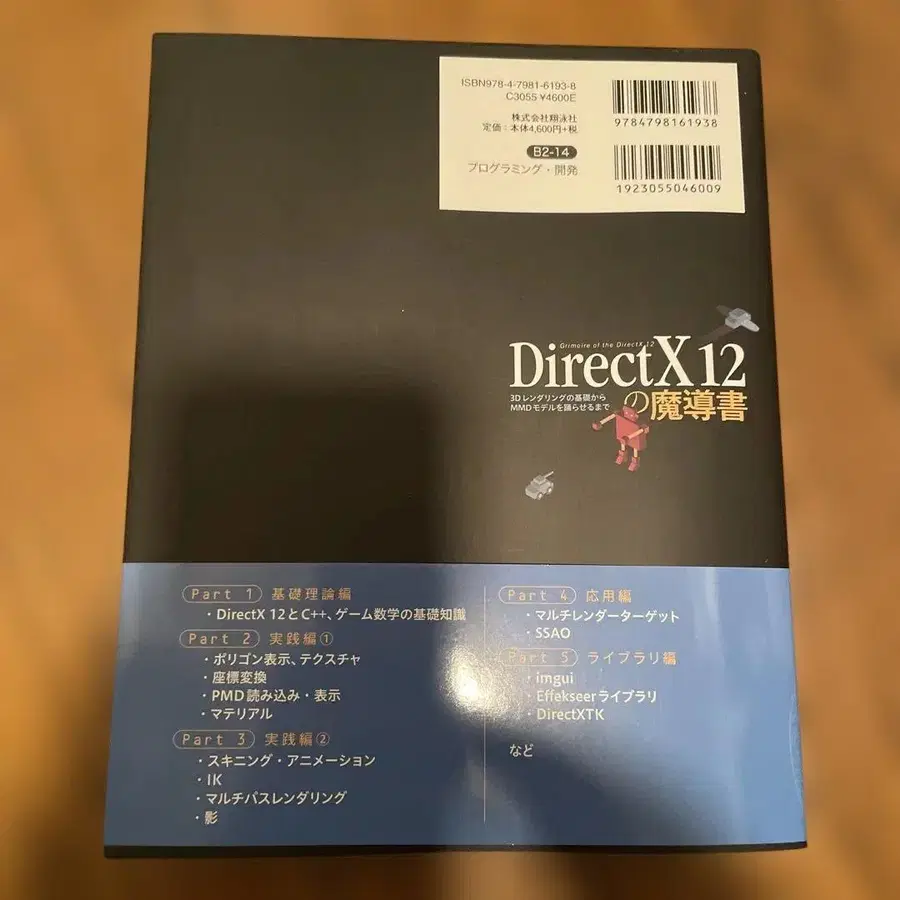 ISBN978-4-7981-6193-8
C3055 ¥4600E
株式会社翔泳社
定価:本体4,600円+税
B2-14
プログラミング・開発
9784798161938
1923055046009
Grimoire of the DirectX 12
DirectX 12
の魔導書
3Dレンダリングの基礎から
MMDモデルを踊らせるまで
Part 1 基礎理論編
・DirectX 12とC++、ゲーム数学の基礎知識
Part 2 実践編①
・ポリゴン表示、テクスチャ
・座標変換
・PMD読み込み・表示
・マテリアル
Part 3 実践編②
・スキニング・アニメーション
・IK
・マルチパスレンダリング
・影
Part 4 応用編
・マルチレンダーターゲット
・SSAO
Part 5 ライブラリ編
・imgui
・Effekseerライブラリ
・DirectXTK
など